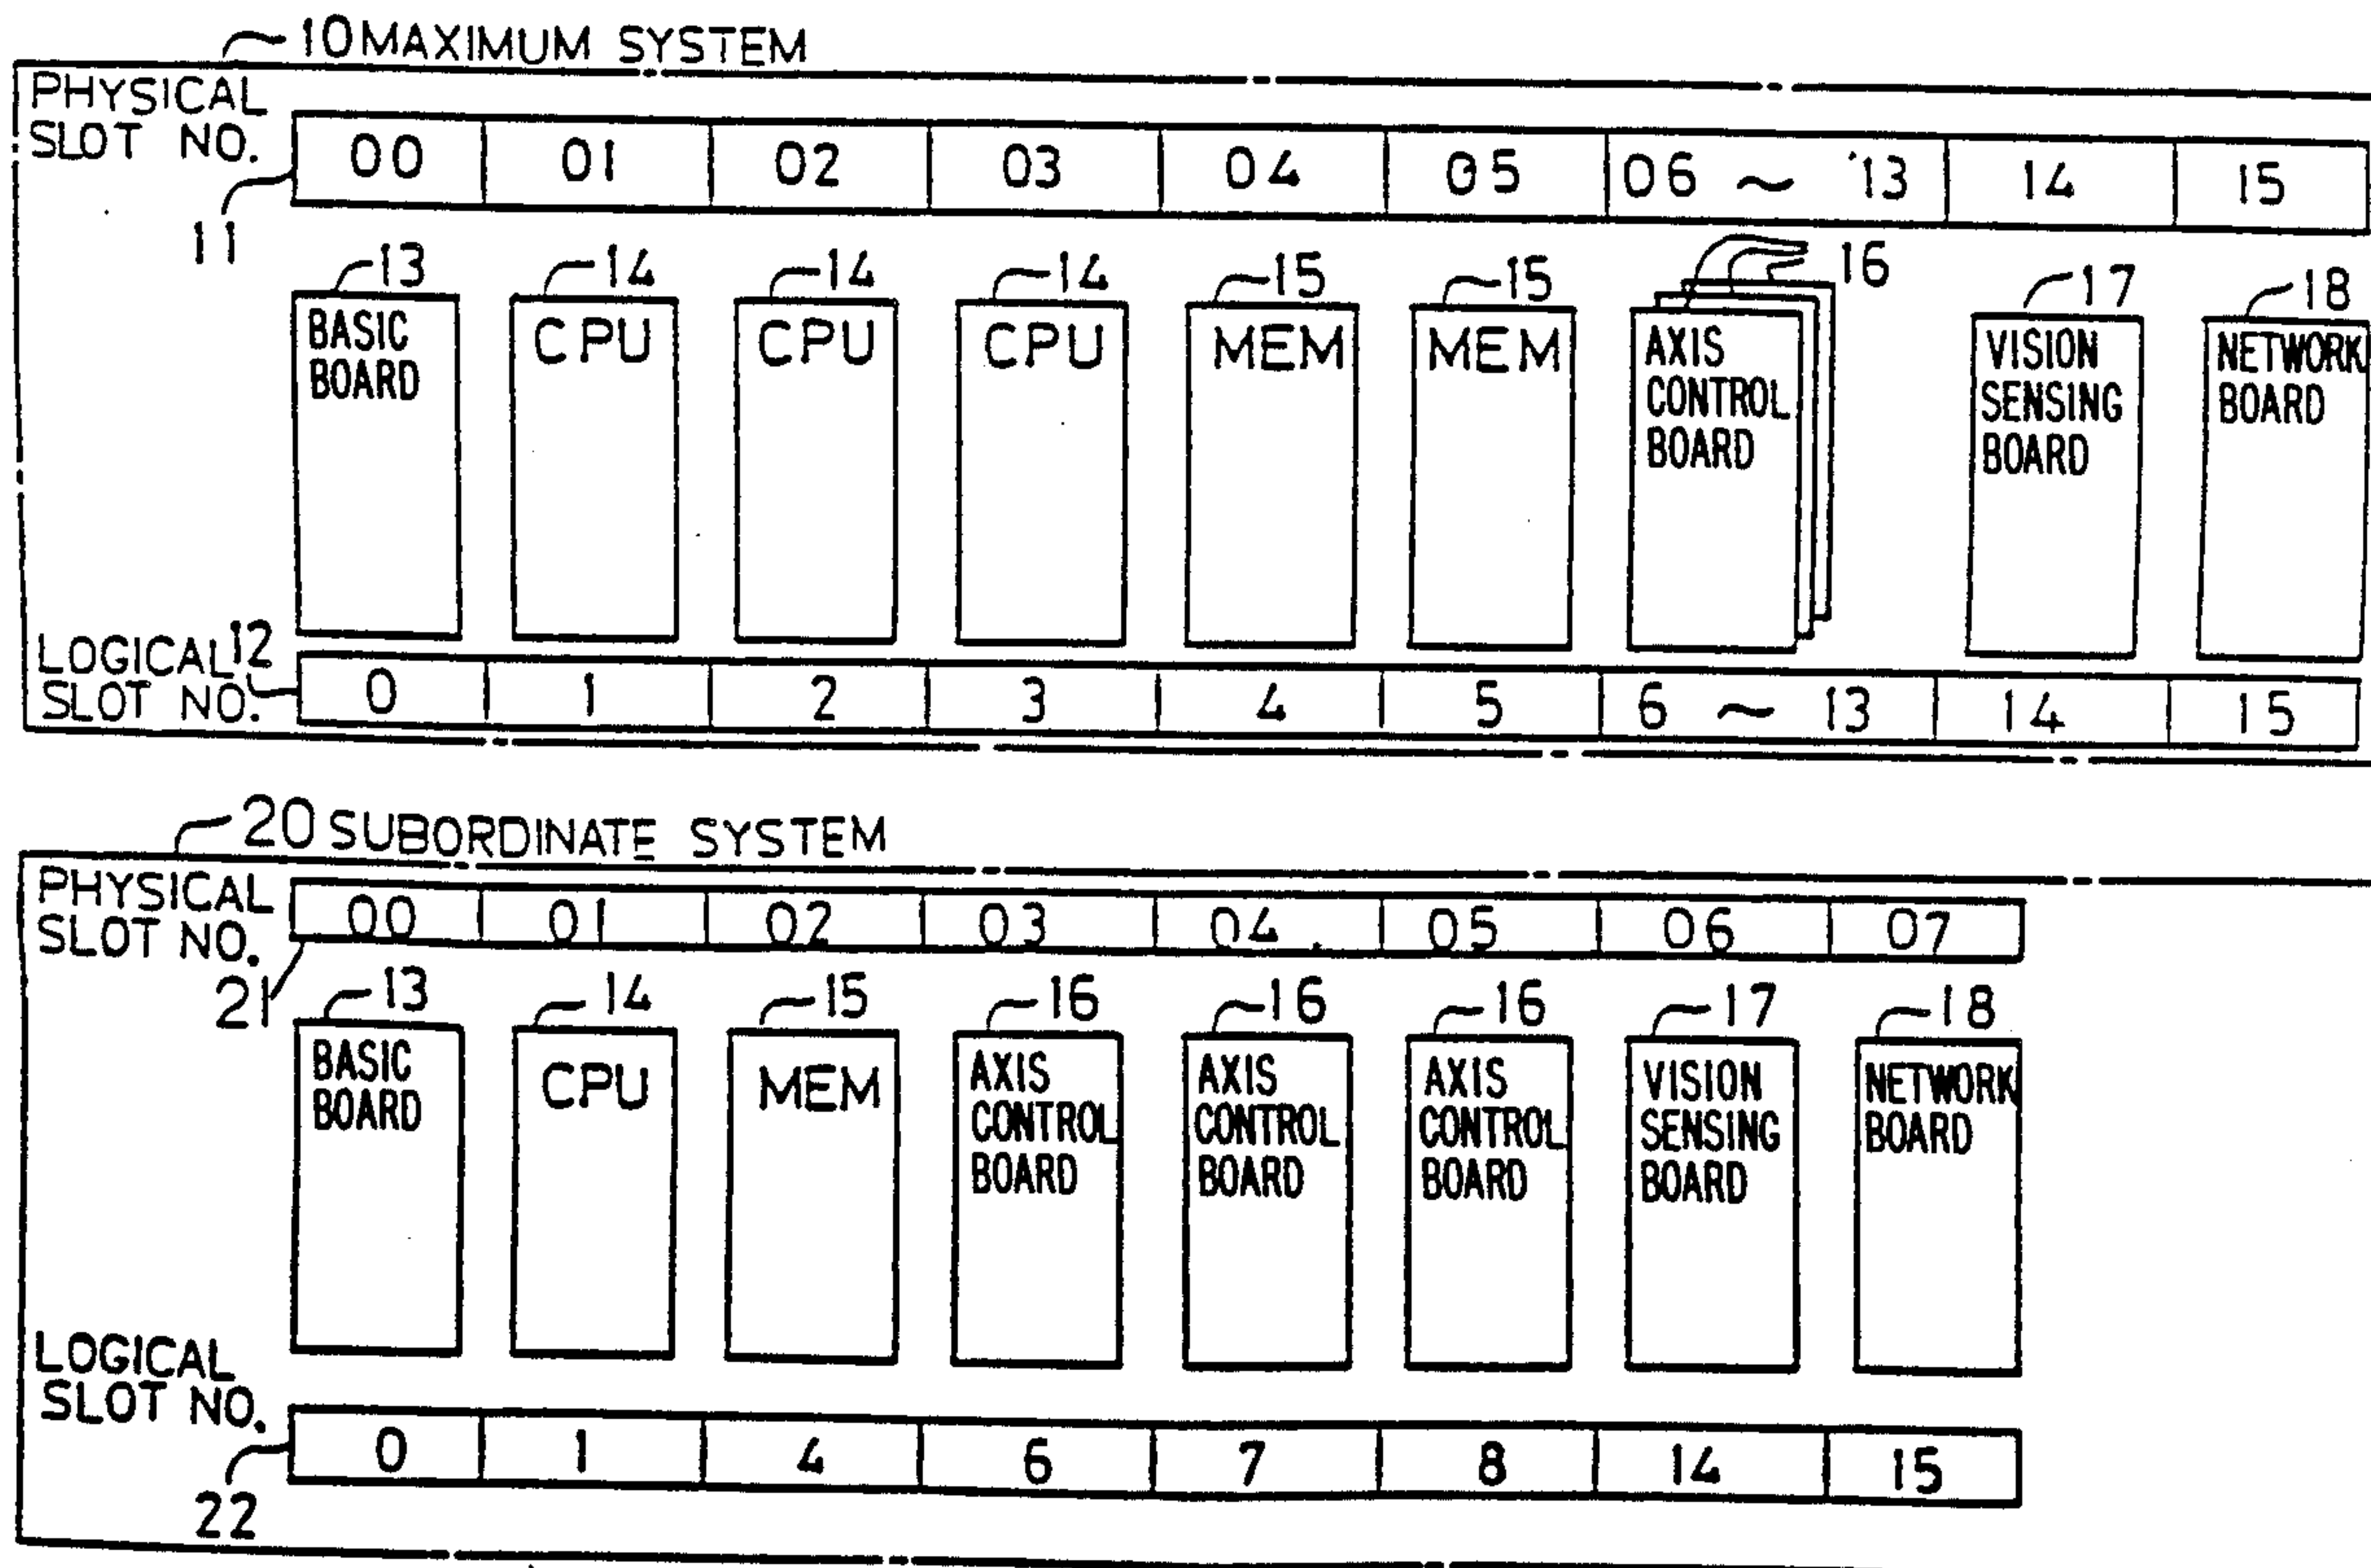 10 MAXIMUM SYSTEM
PHYSICAL
SLOT NO.
00 01 02 03 04 05 06 ~ 13 14 15
11
13 14 14 14 15 15 16 17 18
BASIC
BOARD
CPU
CPU
CPU
MEM
MEM
AXIS
CONTROL
BOARD
VISION
SENSING
BOARD
NETWORK
BOARD
LOGICAL 12
SLOT NO.
0 1 2 3 4 5 6 ~ 13 14 15
20 SUBORDINATE SYSTEM
PHYSICAL
SLOT NO.
00 01 02 03 04 05 06 07
21
13 14 15 16 16 16 17 18
BASIC
BOARD
CPU
MEM
AXIS
CONTROL
BOARD
AXIS
CONTROL
BOARD
AXIS
CONTROL
BOARD
VISION
SENSING
BOARD
NETWORK
BOARD
LOGICAL
SLOT NO.
0 1 4 6 7 8 14 15
22